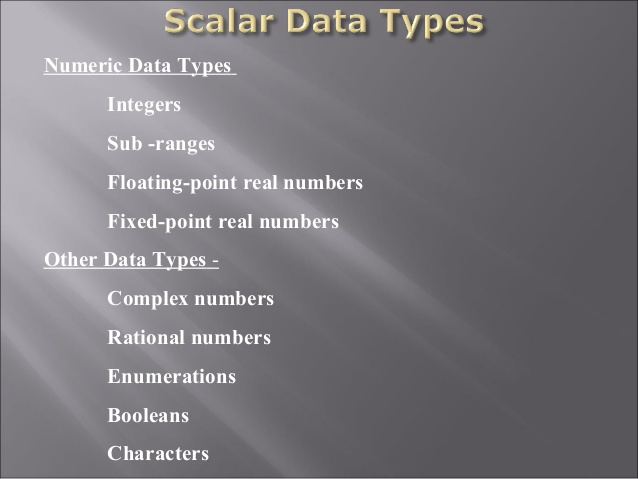 Scalar Data Types
Numeric Data Types
Integers
Sub -ranges
Floating-point real numbers
Fixed-point real numbers
Other Data Types -
Complex numbers
Rational numbers
Enumerations
Booleans
Characters